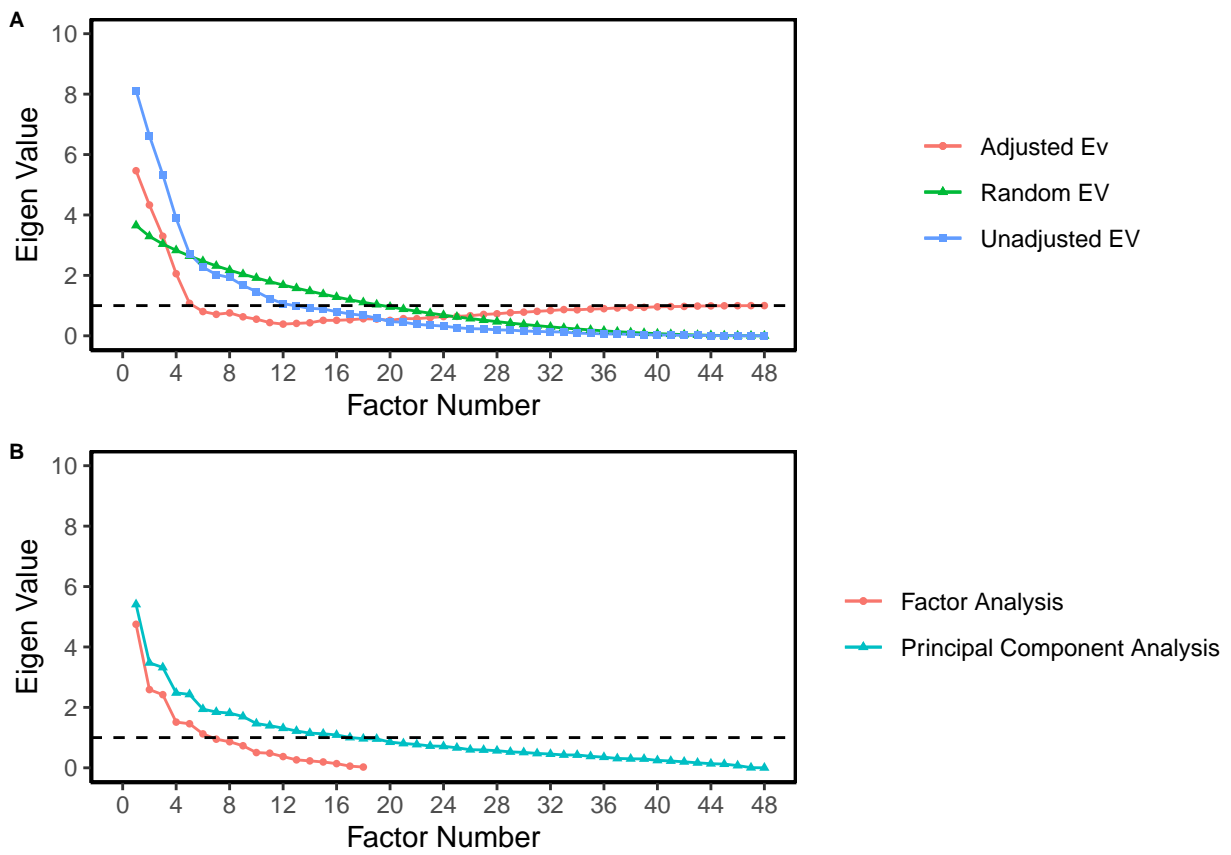 A
Eigen Value
10
8
6
4
2
0
0 4 8 12 16 20 24 28 32 36 40 44 48
Factor Number
Adjusted Ev
Random EV
Unadjusted EV
B
Eigen Value
10
8
6
4
2
0
0 4 8 12 16 20 24 28 32 36 40 44 48
Factor Number
Factor Analysis
Principal Component Analysis